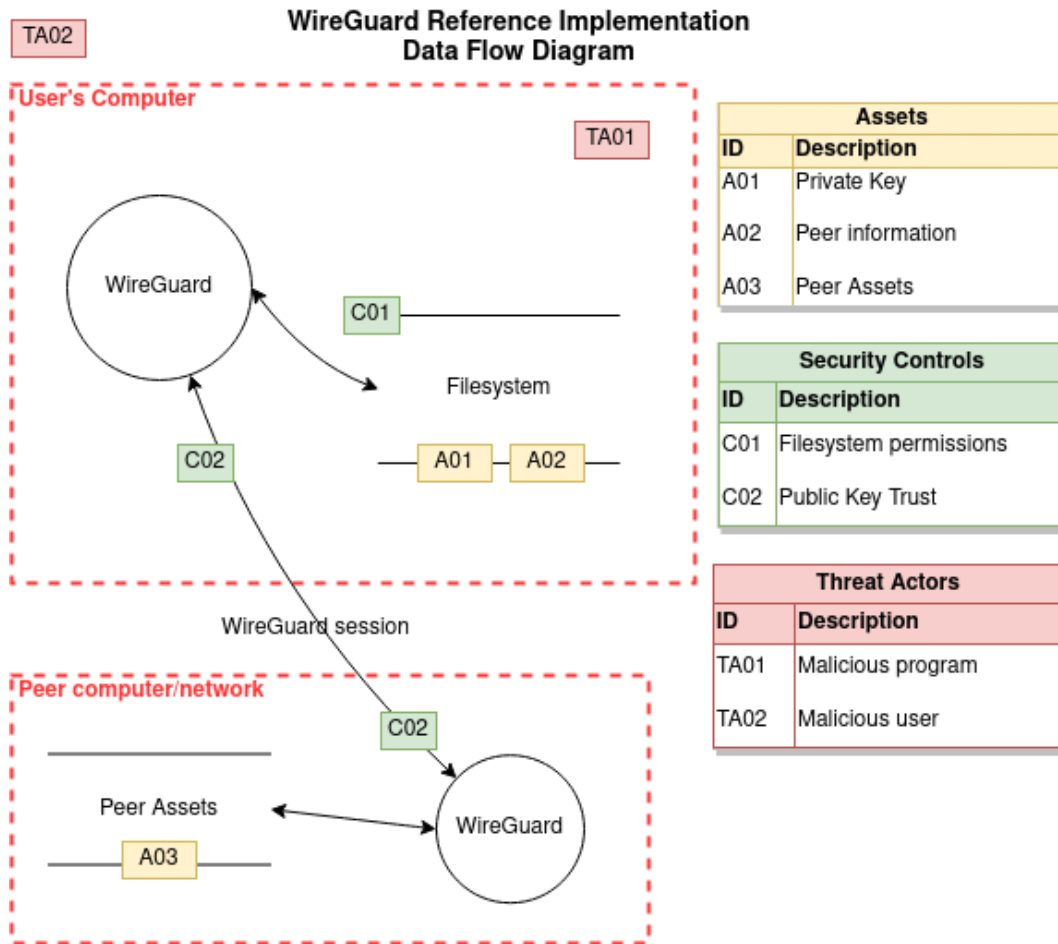 WireGuard Reference Implementation
Data Flow Diagram
TA02
User's Computer
TA01
WireGuard
C01
Filesystem
C02
A01
A02
WireGuard session
Peer computer/network
C02
Peer Assets
WireGuard
A03
Assets
ID Description
A01 Private Key
A02 Peer information
A03 Peer Assets
Security Controls
ID Description
C01 Filesystem permissions
C02 Public Key Trust
Threat Actors
ID Description
TA01 Malicious program
TA02 Malicious user